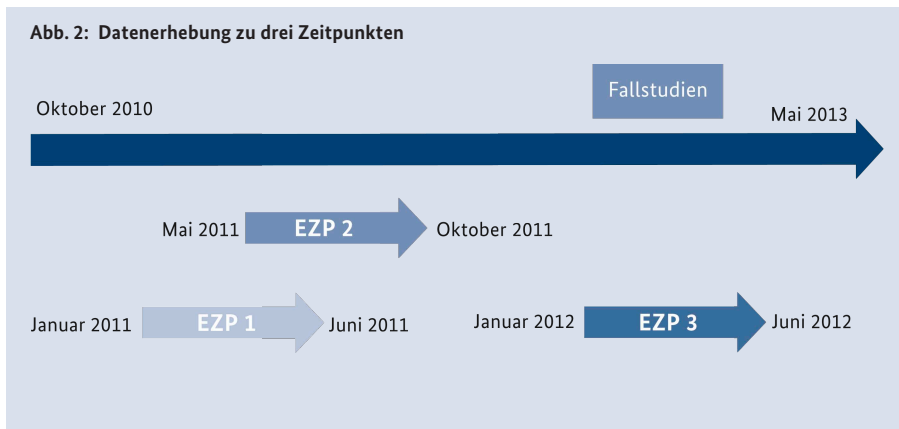 Abb. 2: Datenerhebung zu drei Zeitpunkten
Fallstudien
Oktober 2010
Mai 2013
Mai 2011 EZP 2 Oktober 2011
Januar 2011 EZP 1 Juni 2011 Januar 2012 EZP 3 Juni 2012